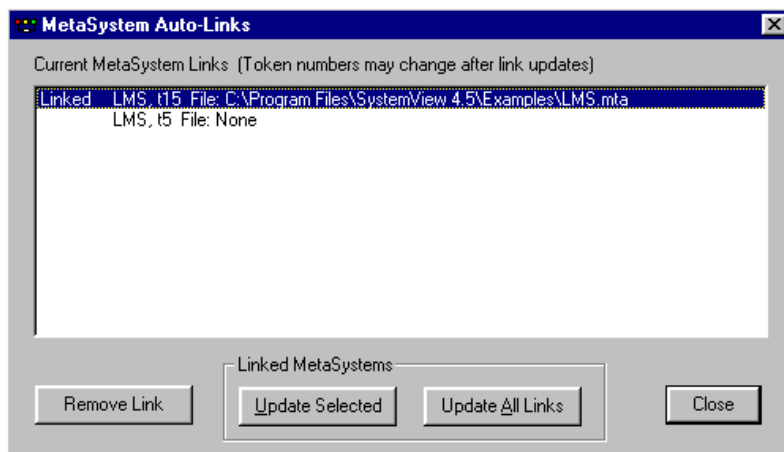 MetaSystem Auto-Links
Current MetaSystem Links (Token numbers may change after link updates)
Linked LMS, t15 File: C:\Program Files\SystemView 4.5\Examples\LMS.mta
LMS, t5 File: None
Linked MetaSystems
Remove Link
Update Selected
Update All Links
Close